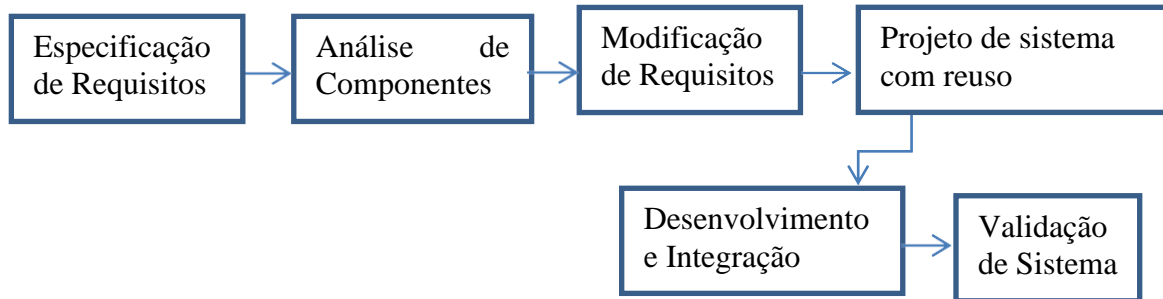 Especificação
de Requisitos
Análise de
Componentes
Modificação
de Requisitos
Projeto de sistema
com reuso
Desenvolvimento
e Integração
Validação
de Sistema